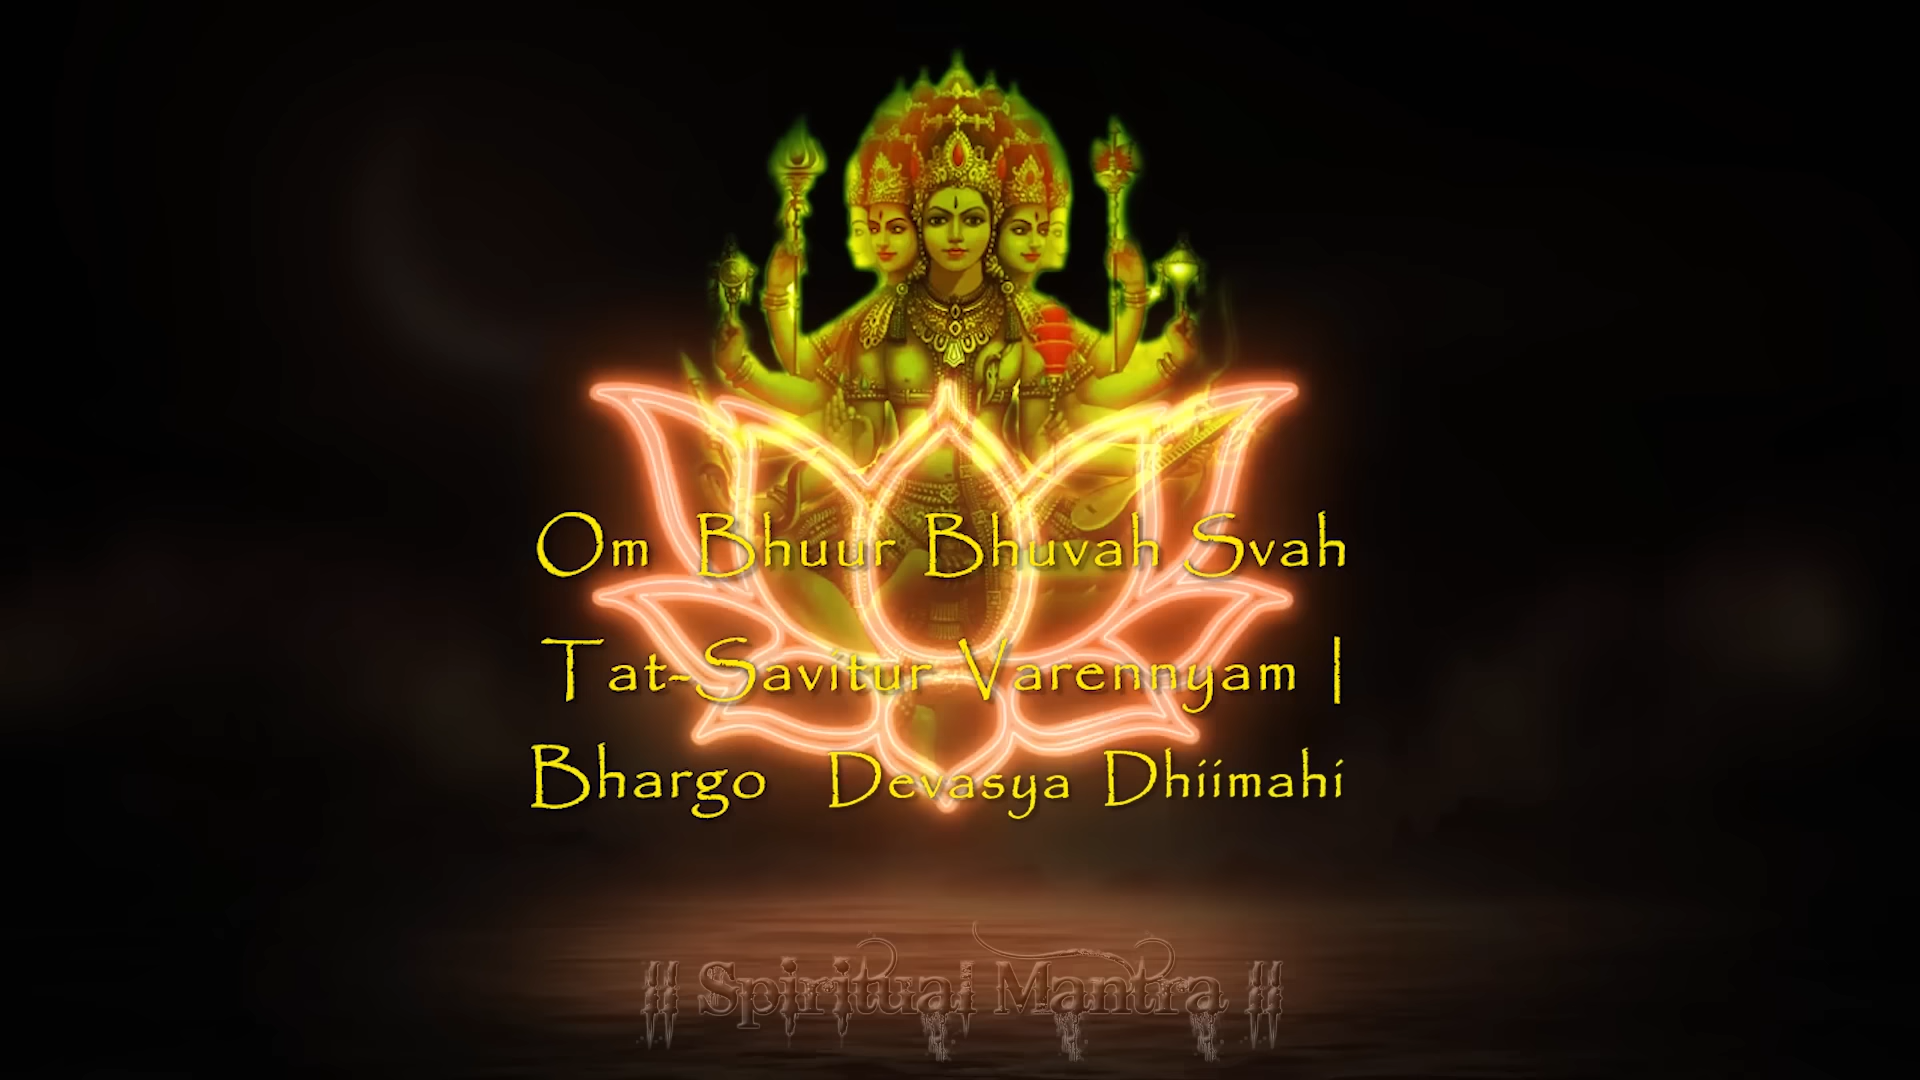 Om Bhuur Bhuvah Svah
Tat-Savitur Varennyam |
Bhargo Devasya Dhiimahi
|| Spiritual Mantra ||